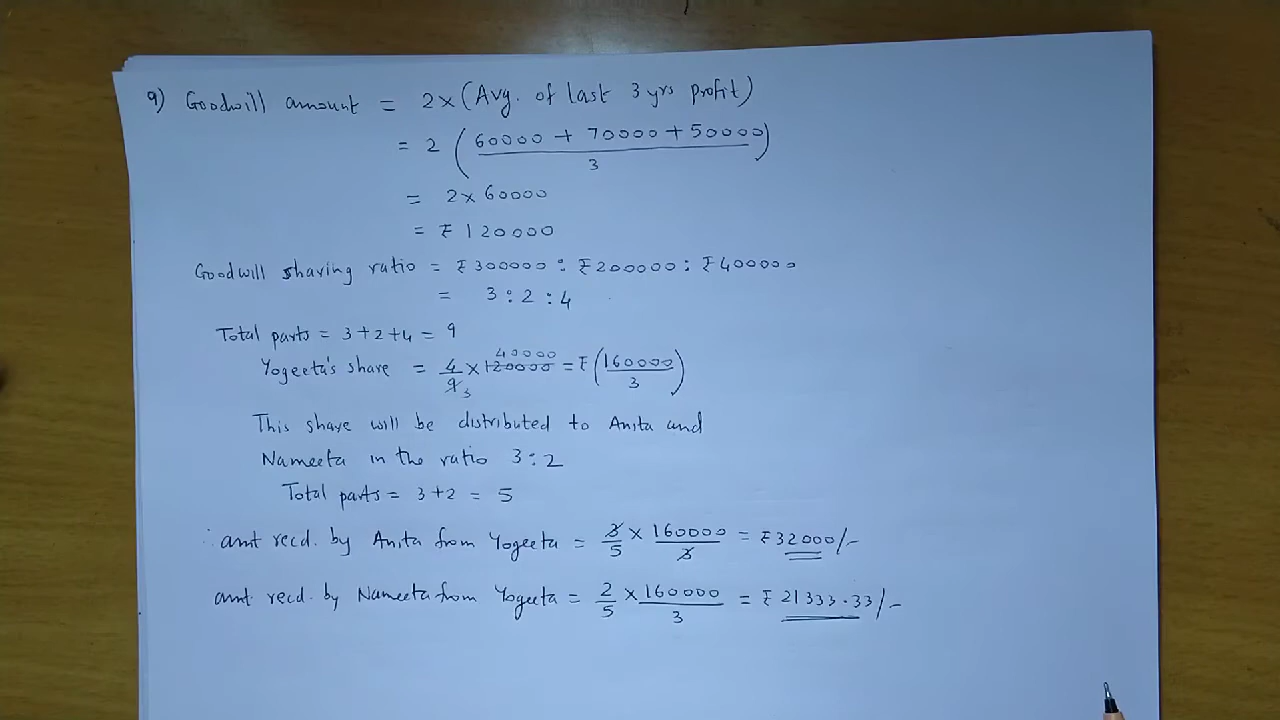 9) Goodwill amount = 2×(Avg. of last 3 yrs profit)
= 2 (60000 + 70000 + 50000 / 3)
= 2 × 60000
= ₹ 120000
Goodwill sharing ratio = ₹300000 : ₹200000 : ₹400000
= 3 : 2 : 4
Total parts = 3+2+4 = 9
40000
Yogeeta's share = 4/9 3 × 120000 = ₹ (160000/3)
This share will be distributed to Anita and
Nameeta in the ratio 3:2
Total parts = 3+2 = 5
∴ amt recd. by Anita from Yogeeta = 3/5 × 160000/3 = ₹32000/-
amt recd. by Nameeta from Yogeeta = 2/5 × 160000/3 = ₹ 21333.33/-